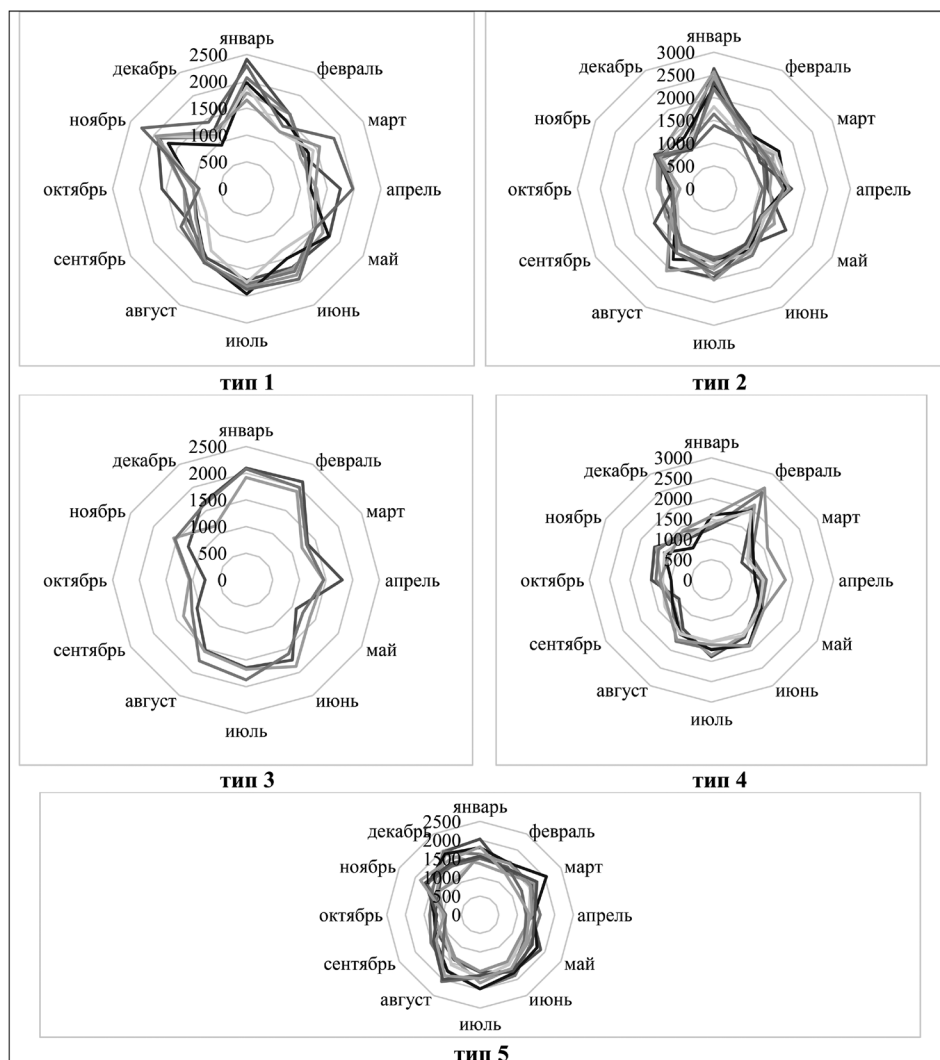 январь
2500
2000
1500
1000
500
0
февраль
март
апрель
май
июнь
июль
август
сентябрь
октябрь
ноябрь
декабрь
тип 1
январь
3000
2500
2000
1500
1000
500
0
февраль
март
апрель
май
июнь
июль
август
сентябрь
октябрь
ноябрь
декабрь
тип 2
январь
2500
2000
1500
1000
500
0
февраль
март
апрель
май
июнь
июль
август
сентябрь
октябрь
ноябрь
декабрь
тип 3
январь
3000
2500
2000
1500
1000
500
0
февраль
март
апрель
май
июнь
июль
август
сентябрь
октябрь
ноябрь
декабрь
тип 4
январь
2500
2000
1500
1000
500
0
февраль
март
апрель
май
июнь
июль
август
сентябрь
октябрь
ноябрь
декабрь
тип 5